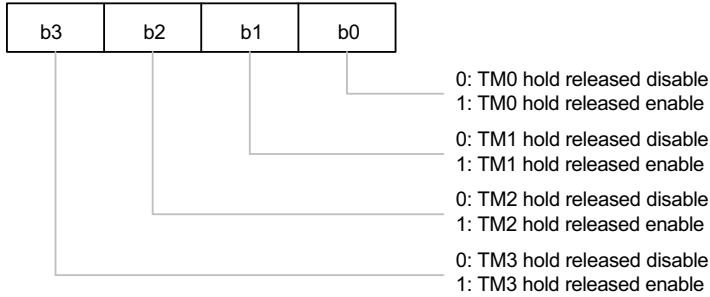 b3 b2 b1 b0
0: TM0 hold released disable
1: TM0 hold released enable
0: TM1 hold released disable
1: TM1 hold released enable
0: TM2 hold released disable
1: TM2 hold released enable
0: TM3 hold released disable
1: TM3 hold released enable